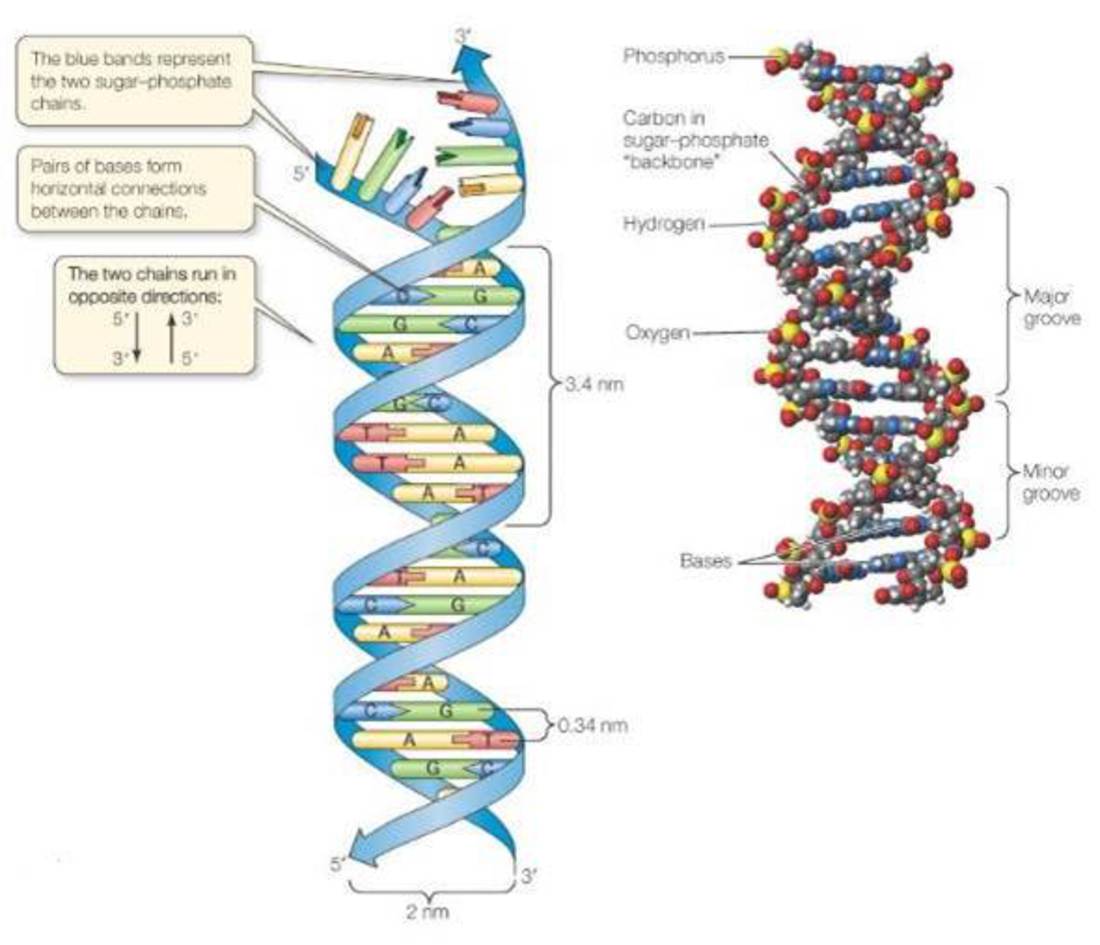 3'
The blue bands represent
the two sugar–phosphate
chains.
5'
Pairs of bases form
horizontal connections
between the chains.
The two chains run in
opposite directions:
5' 3'
3' 5'
A
C G
G C
A
G C
T A
T A
A T
C
T A
C G
A
A
C G
A T
G C
3.4 nm
0.34 nm
5'
3'
2 nm
Phosphorus
Carbon in
sugar–phosphate
"backbone"
Hydrogen
Oxygen
Bases
Major
groove
Minor
groove